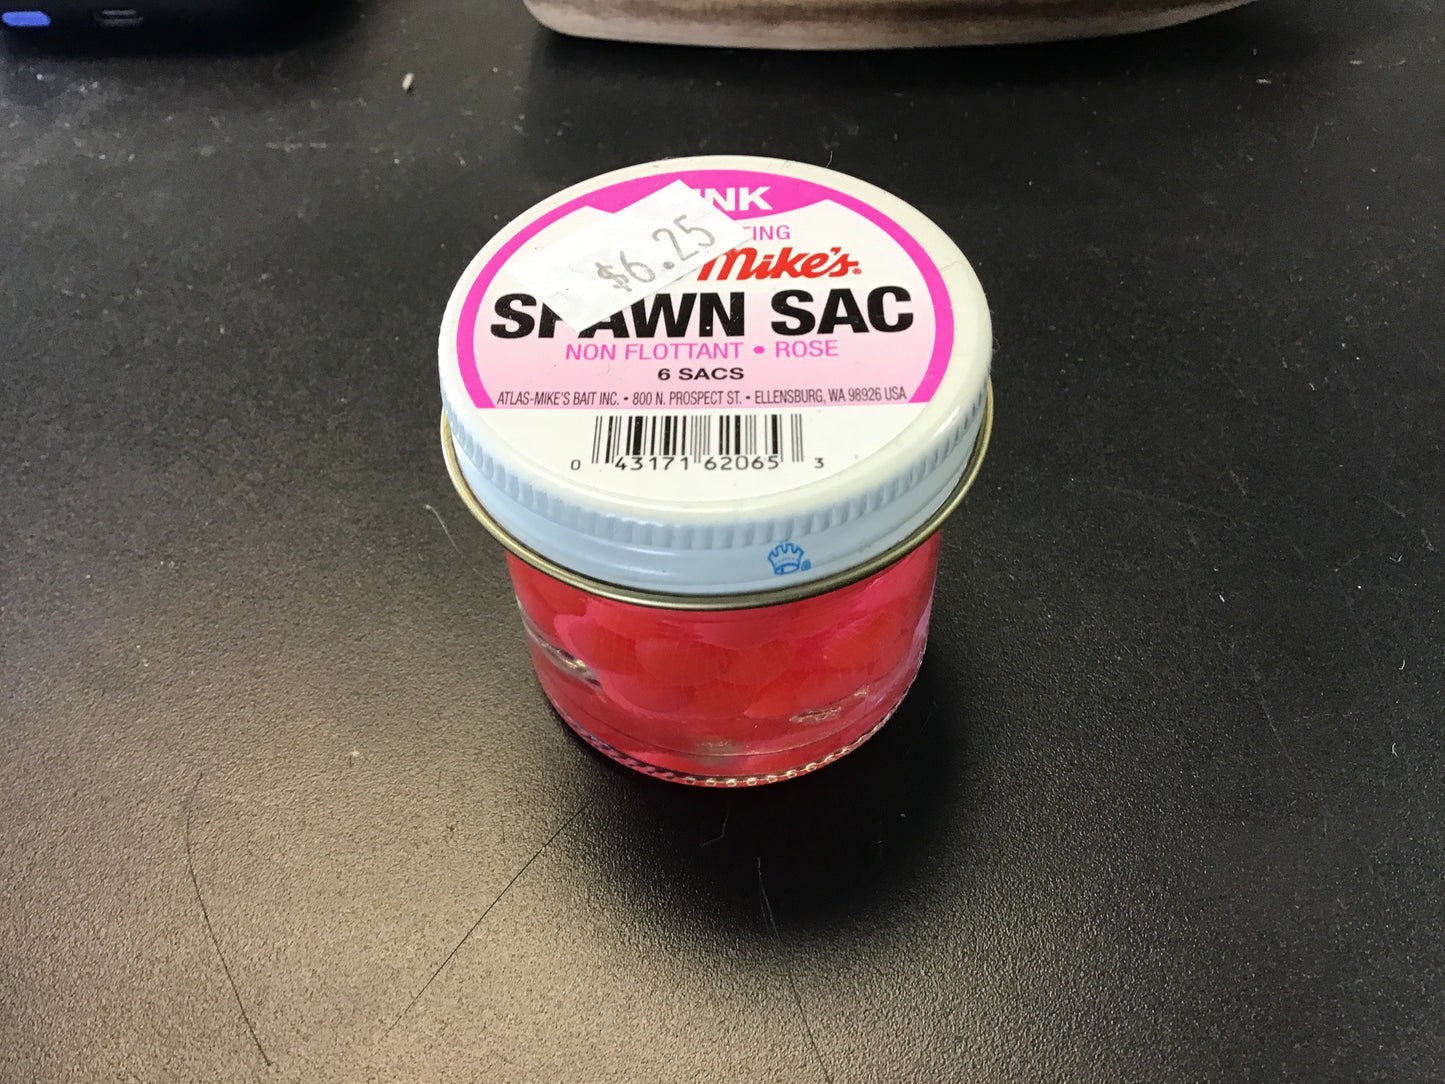 NK
TING
$6.25
Mike's®
SPAWN SAC
NON FLOTTANT • ROSE
6 SACS
ATLAS-MIKE'S BAIT INC. • 800 N. PROSPECT ST. • ELLENSBURG, WA 98926 USA
0 43171 62065 3
®